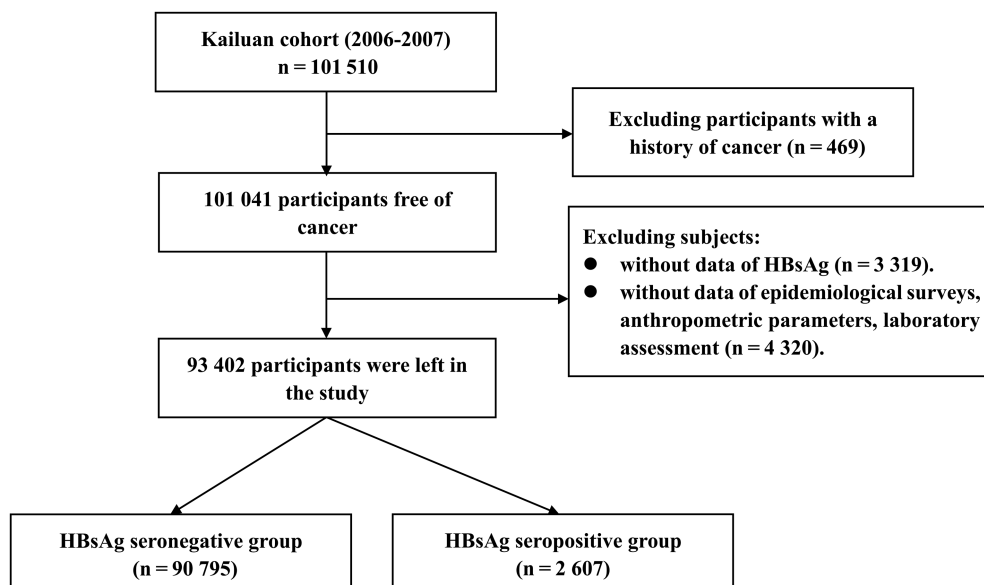 Kailuan cohort (2006-2007)
n = 101 510
Excluding participants with a
history of cancer (n = 469)
101 041 participants free of
cancer
Excluding subjects:
● without data of HBsAg (n = 3 319).
● without data of epidemiological surveys,
anthropometric parameters, laboratory
assessment (n = 4 320).
93 402 participants were left in
the study
HBsAg seronegative group
(n = 90 795)
HBsAg seropositive group
(n = 2 607)